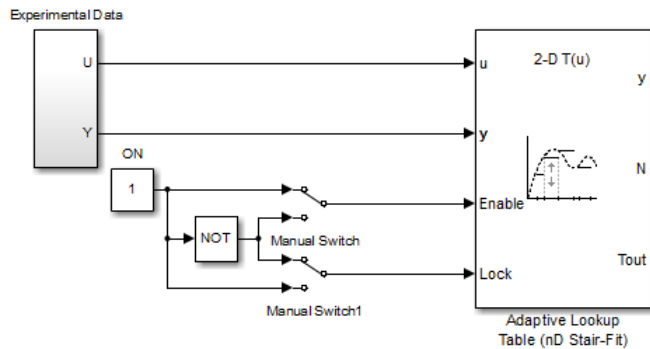 Experimental Data
U
Y
ON
1
NOT
Manual Switch
Manual Switch1
2-D T(u)
u
y
y
N
Enable
Lock
Tout
Adaptive Lookup
Table (nD Stair-Fit)